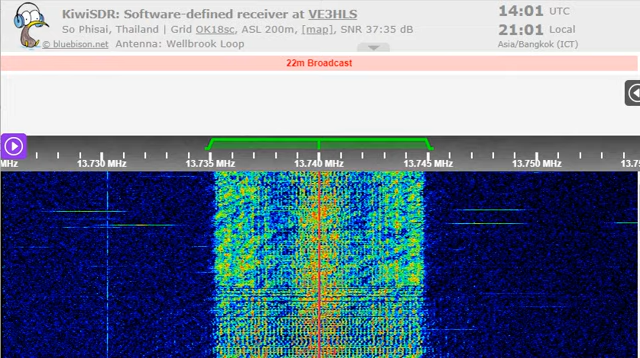 KiwiSDR: Software-defined receiver at VE3HLS
So Phisai, Thailand | Grid OK18sc, ASL 200m, [map], SNR 37:35 dB
© bluebison.net Antenna: Wellbrook Loop
14:01 UTC
21:01 Local
Asia/Bangkok (ICT)
22m Broadcast
MHz 13.730 MHz 13.735 MHz 13.740 MHz 13.745 MHz 13.750 MHz 13.75